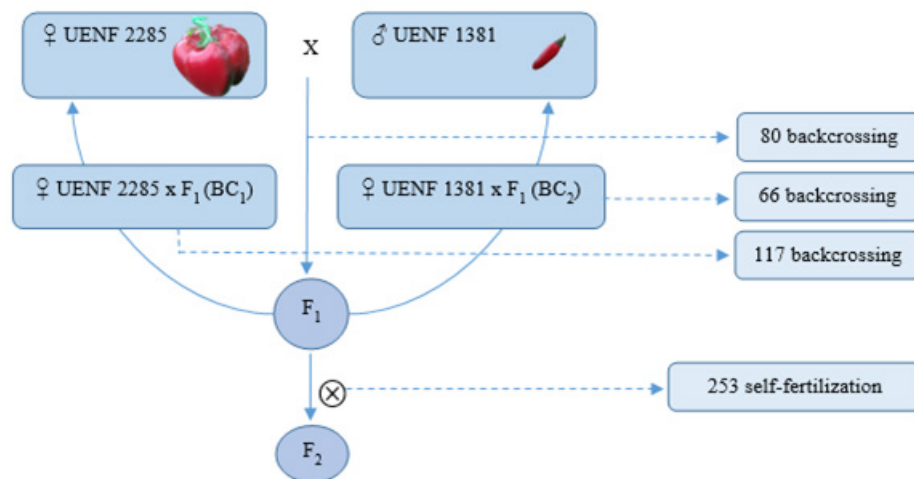 ♀ UENF 2285
X
♂ UENF 1381
80 backcrossing
♀ UENF 2285 x F₁ (BC₁)
♀ UENF 1381 x F₁ (BC₂)
66 backcrossing
117 backcrossing
F₁
253 self-fertilization
F₂